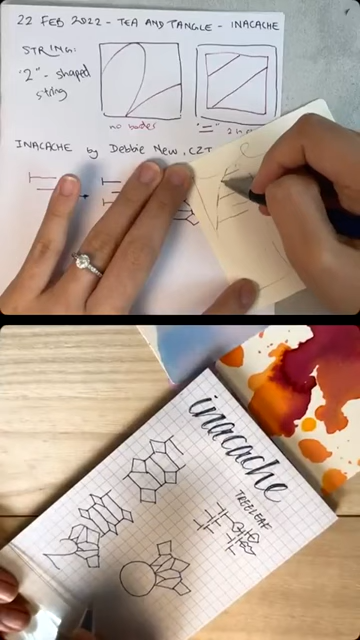 22 FEB 2022 - TEA AND TANGLE - INACACHE
STRING:
"2" - shaped
string
no border
INACACHE by Debbie New, CZT
inacache
TREELEAF